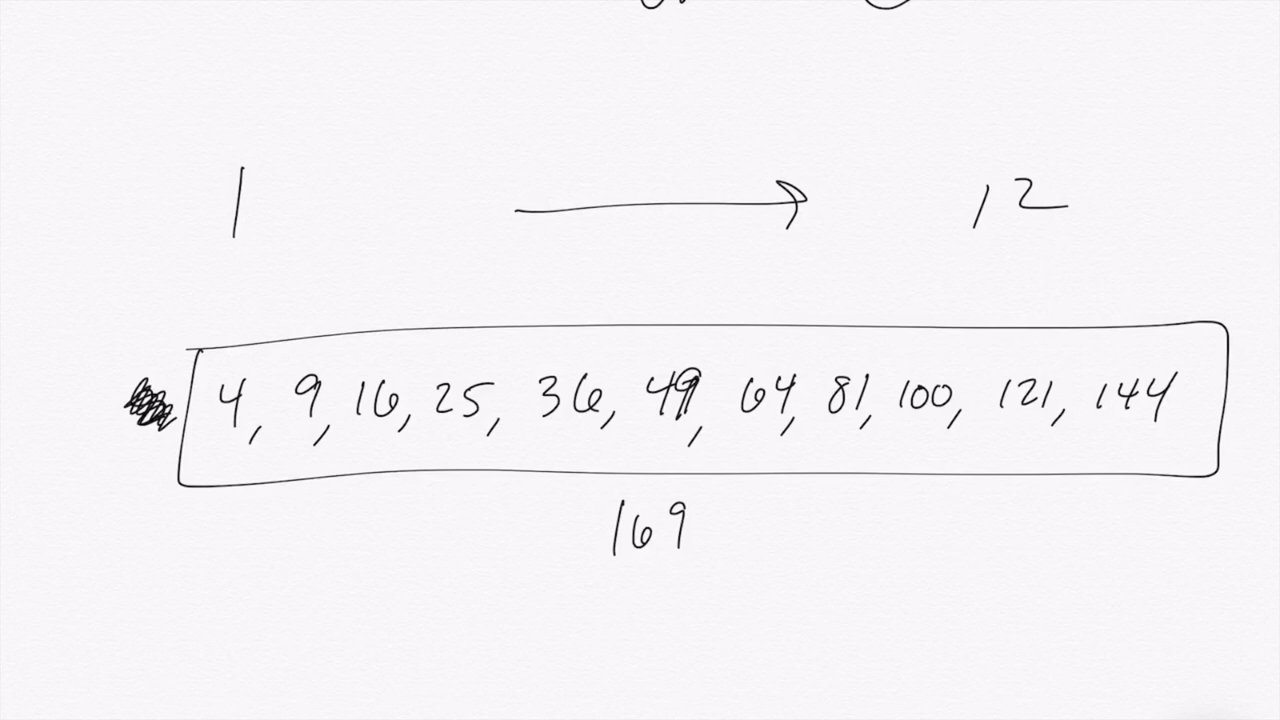 1 → 12
4, 9, 16, 25, 36, 49, 64, 81, 100, 121, 144
169